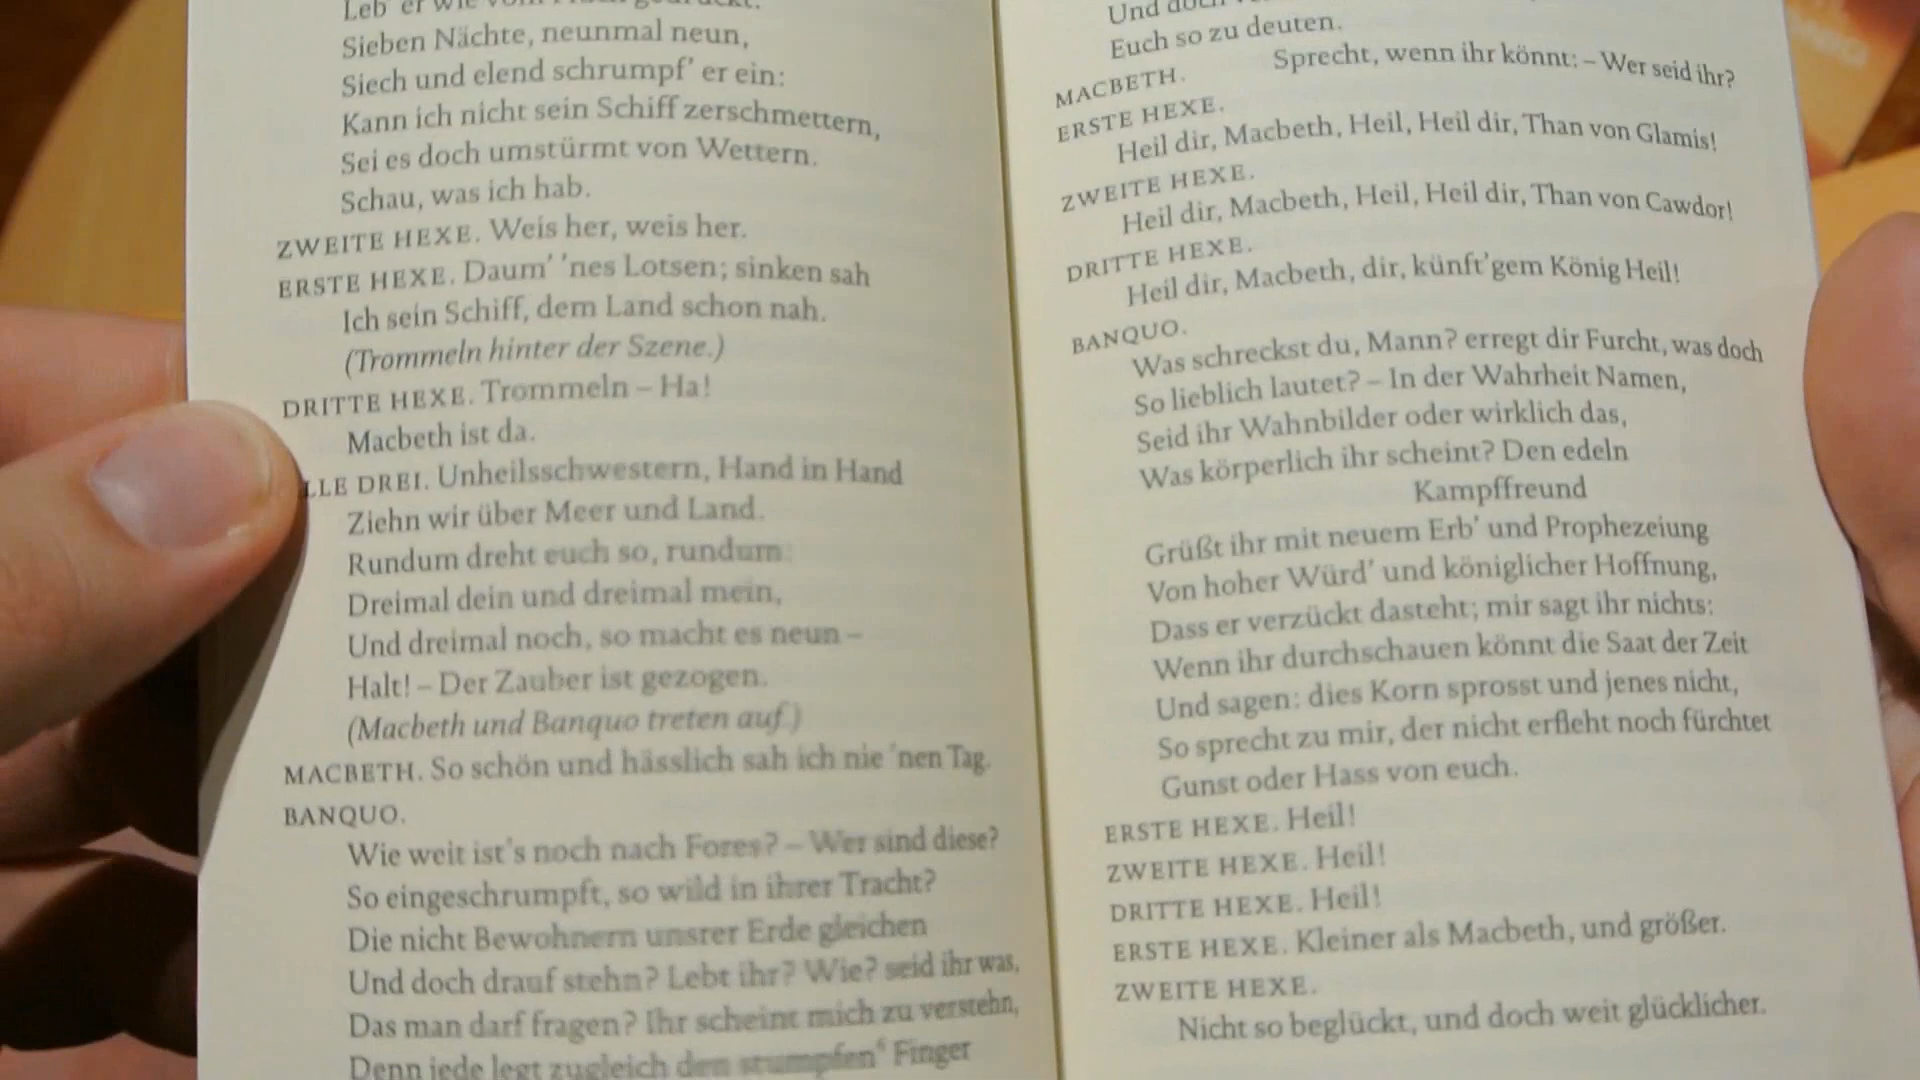 Leb' er wie vom Fluch gedrückt.
Sieben Nächte, neunmal neun,
Siech und elend schrumpf' er ein:
Kann ich nicht sein Schiff zerschmettern,
Sei es doch umstürmt von Wettern.
Schau, was ich hab.
ZWEITE HEXE. Weis her, weis her.
ERSTE HEXE. Daum' 'nes Lotsen; sinken sah
Ich sein Schiff, dem Land schon nah.
(Trommeln hinter der Szene.)
DRITTE HEXE. Trommeln – Ha!
Macbeth ist da.
LLE DREI. Unheilsschwestern, Hand in Hand
Ziehn wir über Meer und Land.
Rundum dreht euch so, rundum:
Dreimal dein und dreimal mein,
Und dreimal noch, so macht es neun –
Halt! – Der Zauber ist gezogen.
(Macbeth und Banquo treten auf.)
MACBETH. So schön und hässlich sah ich nie 'nen Tag.
BANQUO.
Wie weit ist's noch nach Fores? – Wer sind diese?
So eingeschrumpft, so wild in ihrer Tracht?
Die nicht Bewohnern unsrer Erde gleichen
Und doch drauf stehn? Lebt ihr? Wie? seid ihr was,
Das man darf fragen? Ihr scheint mich zu verstehn,
Denn jede legt zugleich den stumpfen⁶ Finger
Und doch
Euch so zu deuten.
MACBETH. Sprecht, wenn ihr könnt: – Wer seid ihr?
ERSTE HEXE.
Heil dir, Macbeth, Heil, Heil dir, Than von Glamis!
ZWEITE HEXE.
Heil dir, Macbeth, Heil, Heil dir, Than von Cawdor!
DRITTE HEXE.
Heil dir, Macbeth, dir, künft'gem König Heil!
BANQUO.
Was schreckst du, Mann? erregt dir Furcht, was doch
So lieblich lautet? – In der Wahrheit Namen,
Seid ihr Wahnbilder oder wirklich das,
Was körperlich ihr scheint? Den edeln
Kampffreund
Grüßt ihr mit neuem Erb' und Prophezeiung
Von hoher Würd' und königlicher Hoffnung,
Dass er verzückt dasteht; mir sagt ihr nichts:
Wenn ihr durchschauen könnt die Saat der Zeit
Und sagen: dies Korn sprosst und jenes nicht,
So sprecht zu mir, der nicht erfleht noch fürchtet
Gunst oder Hass von euch.
ERSTE HEXE. Heil!
ZWEITE HEXE. Heil!
DRITTE HEXE. Heil!
ERSTE HEXE. Kleiner als Macbeth, und größer.
ZWEITE HEXE.
Nicht so beglückt, und doch weit glücklicher.